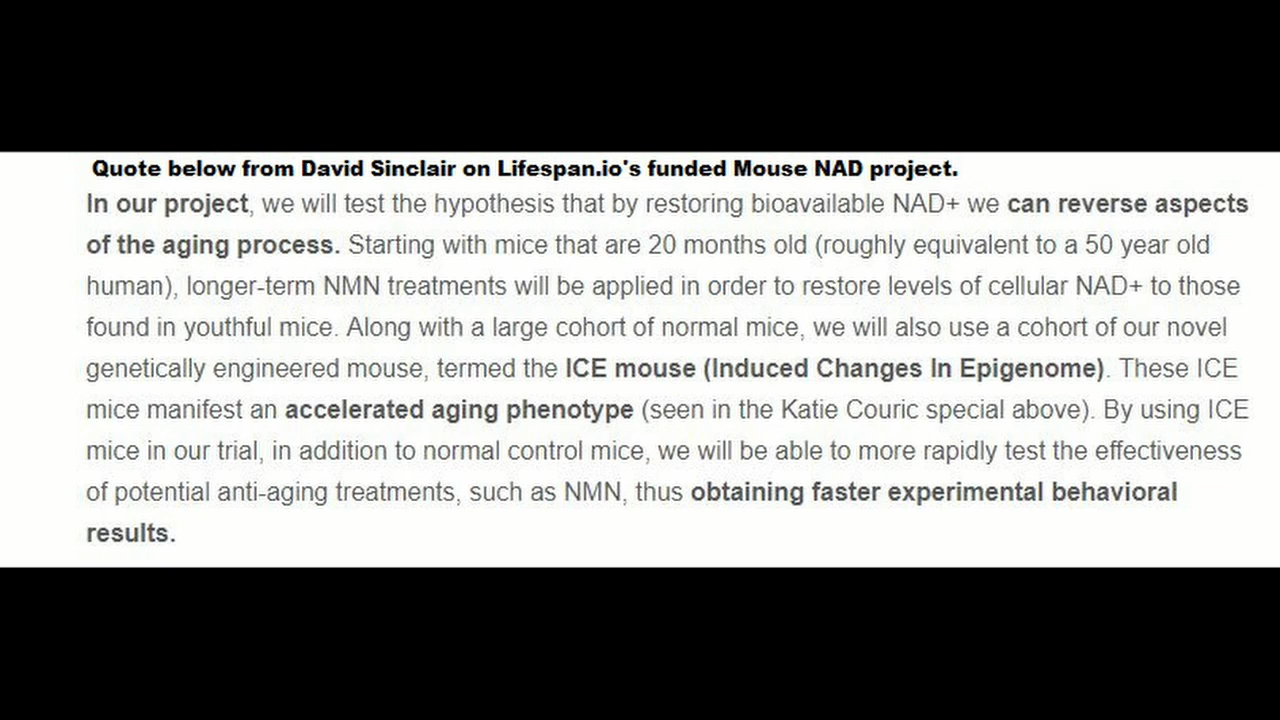 Quote below from David Sinclair on Lifespan.io's funded Mouse NAD project.
In our project, we will test the hypothesis that by restoring bioavailable NAD+ we can reverse aspects
of the aging process. Starting with mice that are 20 months old (roughly equivalent to a 50 year old
human), longer-term NMN treatments will be applied in order to restore levels of cellular NAD+ to those
found in youthful mice. Along with a large cohort of normal mice, we will also use a cohort of our novel
genetically engineered mouse, termed the ICE mouse (Induced Changes In Epigenome). These ICE
mice manifest an accelerated aging phenotype (seen in the Katie Couric special above). By using ICE
mice in our trial, in addition to normal control mice, we will be able to more rapidly test the effectiveness
of potential anti-aging treatments, such as NMN, thus obtaining faster experimental behavioral
results.